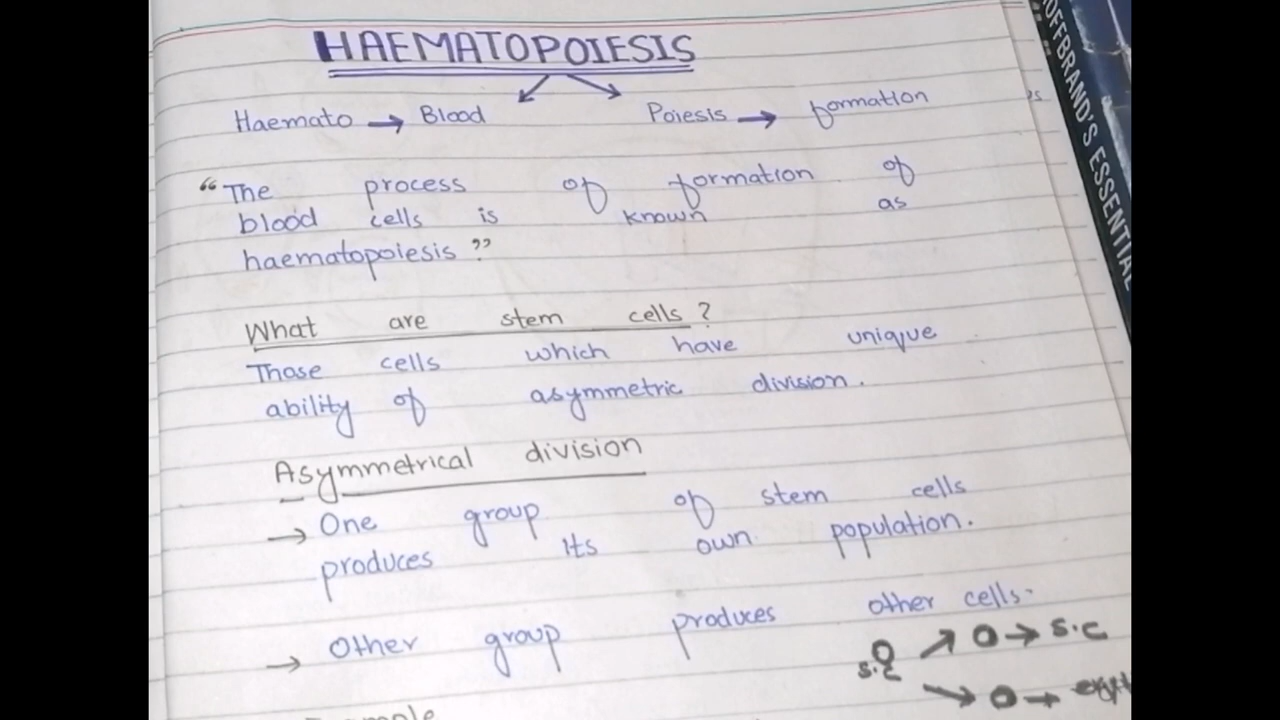 HAEMATOPOIESIS
Haemato → Blood Poiesis → formation
“The process of formation of
blood cells is known as
haematopoiesis ”
What are stem cells ?
Those cells which have unique
ability of asymmetric division.
Asymmetrical division
→ One group of stem cells
produces its own population.
→ Other group produces other cells.
S.C → S.C
OFFBRAND'S ESSENTIAL